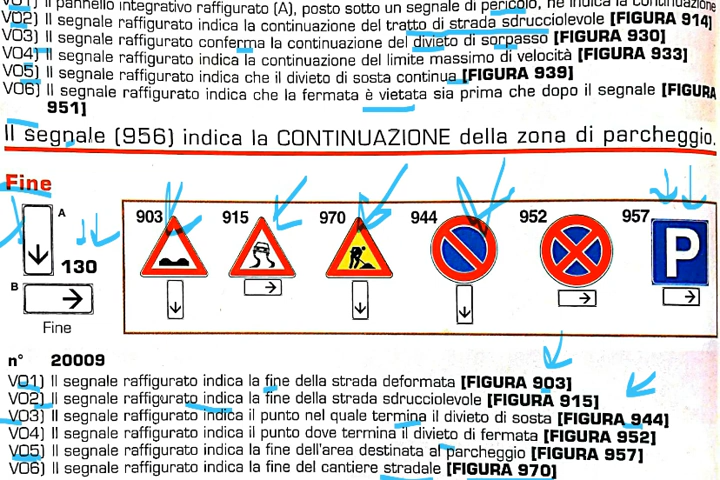 V01) Il pannello integrativo raffigurato (A), posto sotto un segnale di pericolo, ne indica la continuazione
V02) Il segnale raffigurato indica la continuazione del tratto di strada sdrucciolevole [FIGURA 914]
V03) Il segnale raffigurato conferma la continuazione del divieto di sorpasso [FIGURA 930]
V04) Il segnale raffigurato indica la continuazione del limite massimo di velocità [FIGURA 933]
V05) Il segnale raffigurato indica che il divieto di sosta continua [FIGURA 939]
V06) Il segnale raffigurato indica che la fermata è vietata sia prima che dopo il segnale [FIGURA
951]
Il segnale (956) indica la CONTINUAZIONE della zona di parcheggio.
Fine
A
130
B
Fine
903 915 970 944 952 957
P
n° 20009
V01) Il segnale raffigurato indica la fine della strada deformata [FIGURA 903]
V02) Il segnale raffigurato indica la fine della strada sdrucciolevole [FIGURA 915]
V03) Il segnale raffigurato indica il punto nel quale termina il divieto di sosta [FIGURA 944]
V04) Il segnale raffigurato indica il punto dove termina il divieto di fermata [FIGURA 952]
V05) Il segnale raffigurato indica la fine dell'area destinata al parcheggio [FIGURA 957]
V06) Il segnale raffigurato indica la fine del cantiere stradale [FIGURA 970]